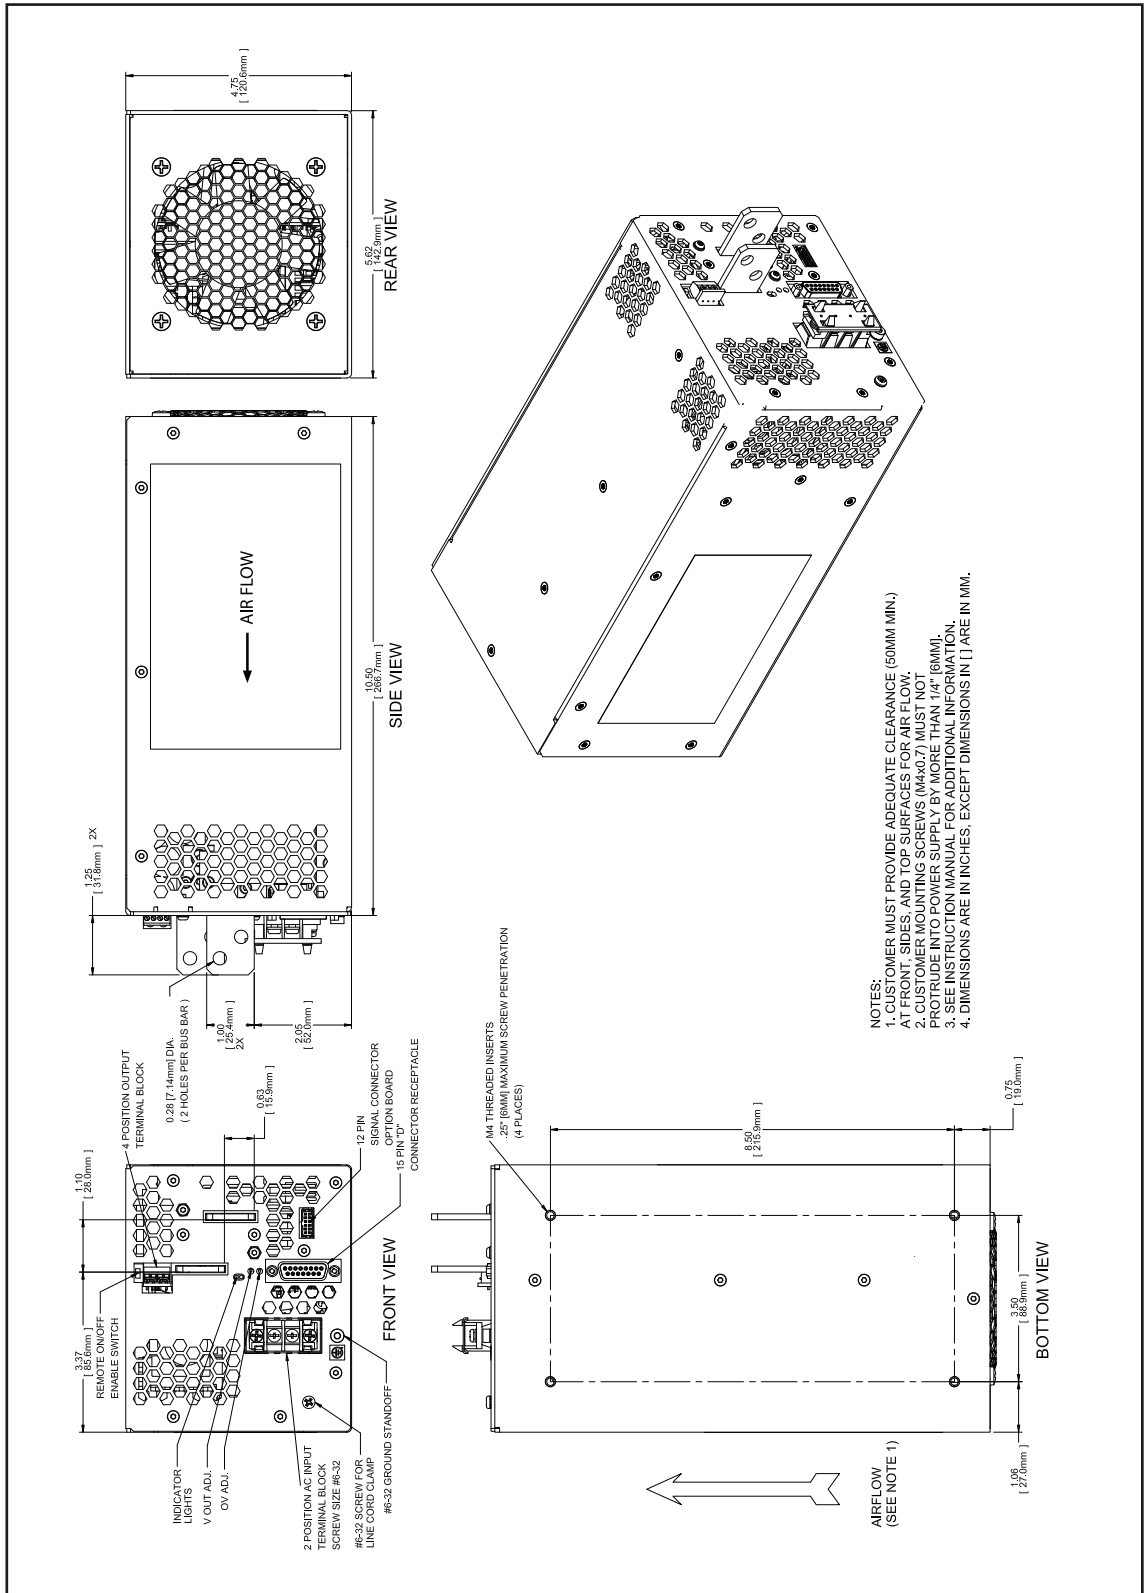 3.37
[ 85.6mm ]
1.10
[ 28.0mm ]
REMOTE ON/OFF
ENABLE SWITCH
4 POSITION OUTPUT
TERMINAL BLOCK
INDICATOR
LIGHTS
V OUT ADJ.
OV ADJ.
0.63
[ 15.9mm ]
2 POSITION AC INPUT
TERMINAL BLOCK
SCREW SIZE #6-32
#6-32 SCREW FOR
LINE CORD CLAMP
#6-32 GROUND STANDOFF
12 PIN
SIGNAL CONNECTOR
OPTION BOARD
15 PIN "D"
CONNECTOR RECEPTACLE
FRONT VIEW
1.25
[ 31.8mm ] 2X
0.28 [7.14mm] DIA.
( 2 HOLES PER BUS BAR )
1.00
[ 25.4mm ]
2X
2.05
[ 52.0mm ]
AIR FLOW
10.50
[ 266.7mm ]
SIDE VIEW
4.75
[ 120.6mm ]
5.62
[ 142.9mm ]
REAR VIEW
AIRFLOW
(SEE NOTE 1)
M4 THREADED INSERTS
.25" [6MM] MAXIMUM SCREW PENETRATION
(4 PLACES)
8.50
[ 215.9mm ]
0.75
[ 19.0mm ]
1.06
[ 27.0mm ]
3.50
[ 88.9mm ]
BOTTOM VIEW
NOTES:
1. CUSTOMER MUST PROVIDE ADEQUATE CLEARANCE (50MM MIN.)
AT FRONT, SIDES, AND TOP SURFACES FOR AIR FLOW.
2. CUSTOMER MOUNTING SCREWS (M4x0.7) MUST NOT
PROTRUDE INTO POWER SUPPLY BY MORE THAN 1/4" [6MM].
3. SEE INSTRUCTION MANUAL FOR ADDITIONAL INFORMATION.
4. DIMENSIONS ARE IN INCHES, EXCEPT DIMENSIONS IN [ ] ARE IN MM.